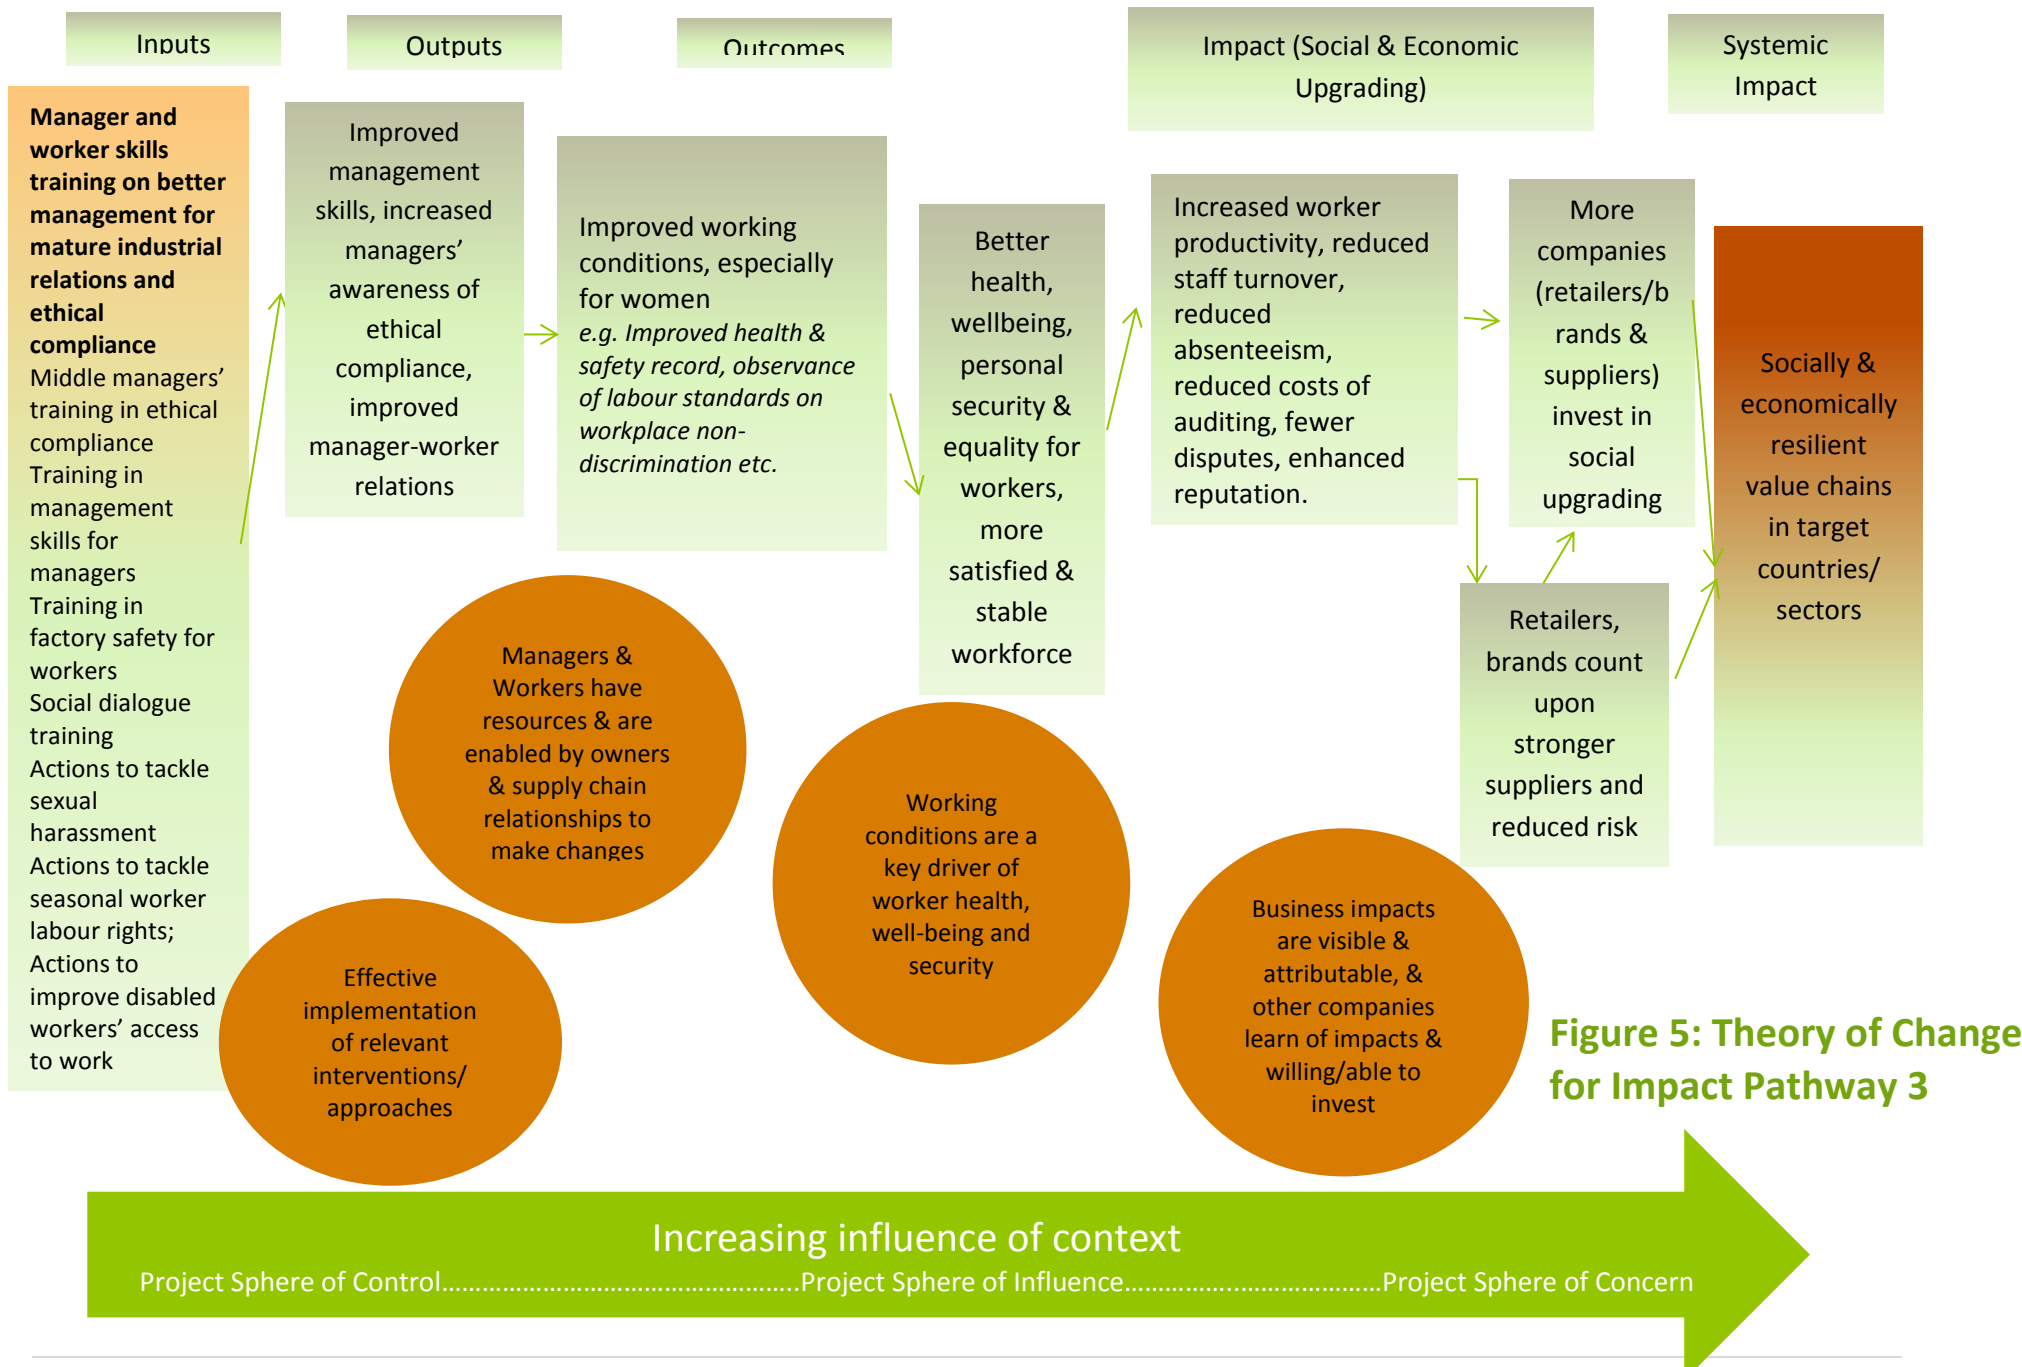 Inputs
Outputs
Outcomes
Impact (Social & Economic
Upgrading)
Systemic
Impact
Manager and
worker skills
training on better
management for
mature industrial
relations and
ethical
compliance
Middle managers’
training in ethical
compliance
Training in
management
skills for
managers
Training in
factory safety for
workers
Social dialogue
training
Actions to tackle
sexual
harassment
Actions to tackle
seasonal worker
labour rights;
Actions to
improve disabled
workers’ access
to work
Improved
management
skills, increased
managers’
awareness of
ethical
compliance,
improved
manager-worker
relations
Improved working
conditions, especially
for women
e.g. Improved health &
safety record, observance
of labour standards on
workplace non-
discrimination etc.
Better
health,
wellbeing,
personal
security &
equality for
workers,
more
satisfied &
stable
workforce
Increased worker
productivity, reduced
staff turnover,
reduced
absenteeism,
reduced costs of
auditing, fewer
disputes, enhanced
reputation.
More
companies
(retailers/b
rands &
suppliers)
invest in
social
upgrading
Retailers,
brands count
upon
stronger
suppliers and
reduced risk
Socially &
economically
resilient
value chains
in target
countries/
sectors
Managers &
Workers have
resources & are
enabled by owners
& supply chain
relationships to
make changes
Effective
implementation
of relevant
interventions/
approaches
Working
conditions are a
key driver of
worker health,
well-being and
security
Business impacts
are visible &
attributable, &
other companies
learn of impacts &
willing/able to
invest
Figure 5: Theory of Change
for Impact Pathway 3
Increasing influence of context
Project Sphere of Control……………………………………………..Project Sphere of Influence……………..…………………Project Sphere of Concern